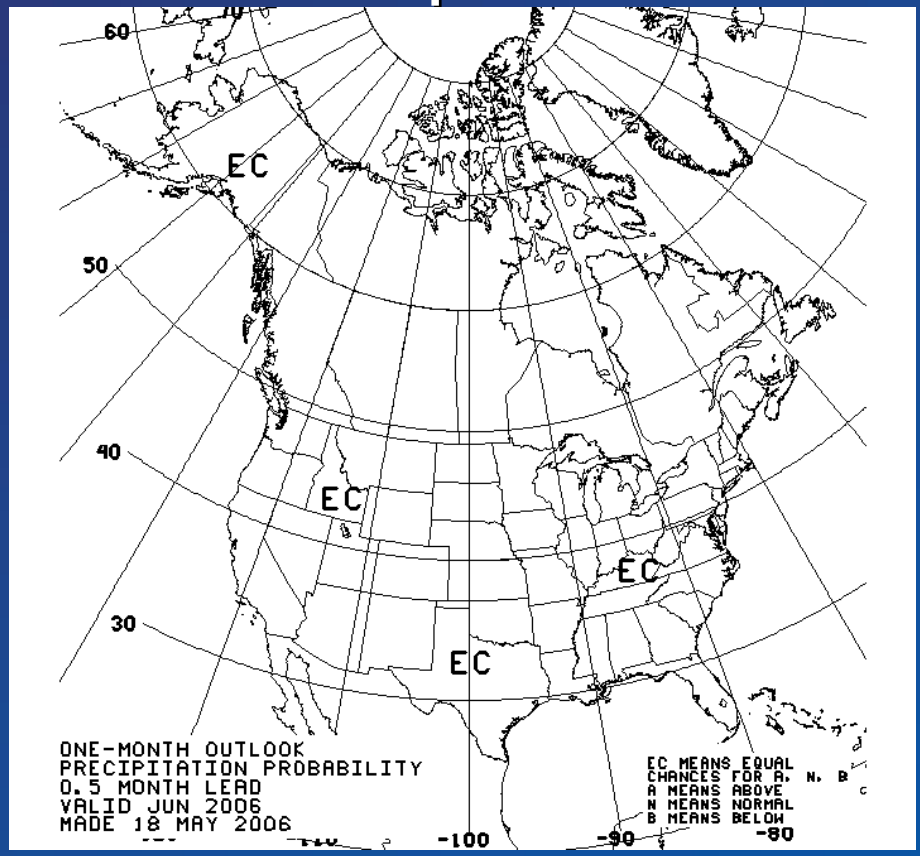 70
60
EC
50
40
EC
EC
30
EC
ONE-MONTH OUTLOOK
PRECIPITATION PROBABILITY
0.5 MONTH LEAD
VALID JUN 2006
MADE 18 MAY 2006
EC MEANS EQUAL
CHANCES FOR A, N, B
A MEANS ABOVE
N MEANS NORMAL
B MEANS BELOW
-110 -100 -90 -80